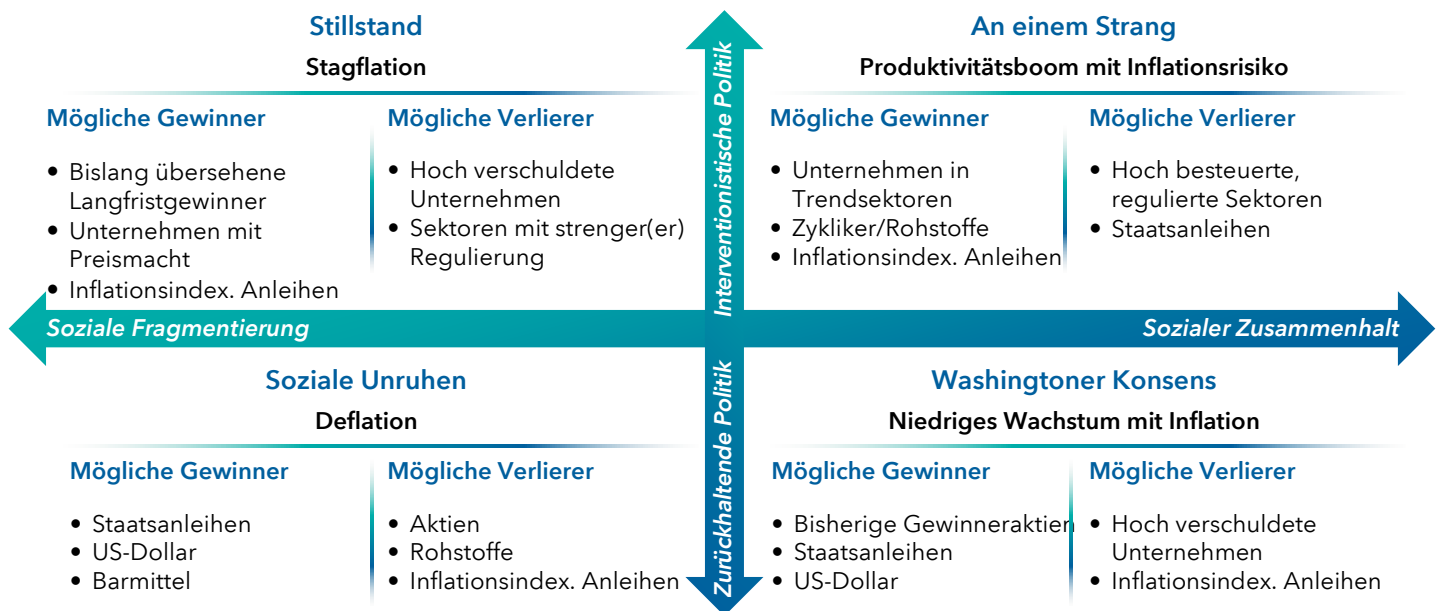 Stillstand
Stagflation
Mögliche Gewinner
• Bislang übersehene
Langfristgewinner
• Unternehmen mit
Preismacht
• Inflationsindex. Anleihen
Mögliche Verlierer
• Hoch verschuldete
Unternehmen
• Sektoren mit strenger(er)
Regulierung
Interventionistische Politik
An einem Strang
Produktivitätsboom mit Inflationsrisiko
Mögliche Gewinner
• Unternehmen in
Trendsektoren
• Zykliker/Rohstoffe
• Inflationsindex. Anleihen
Mögliche Verlierer
• Hoch besteuerte,
regulierte Sektoren
• Staatsanleihen
Soziale Fragmentierung
Sozialer Zusammenhalt
Soziale Unruhen
Deflation
Mögliche Gewinner
• Staatsanleihen
• US-Dollar
• Barmittel
Mögliche Verlierer
• Aktien
• Rohstoffe
• Inflationsindex. Anleihen
Zurückhaltende Politik
Washingtoner Konsens
Niedriges Wachstum mit Inflation
Mögliche Gewinner
• Bisherige Gewinneraktien
• Staatsanleihen
• US-Dollar
Mögliche Verlierer
• Hoch verschuldete
Unternehmen
• Inflationsindex. Anleihen